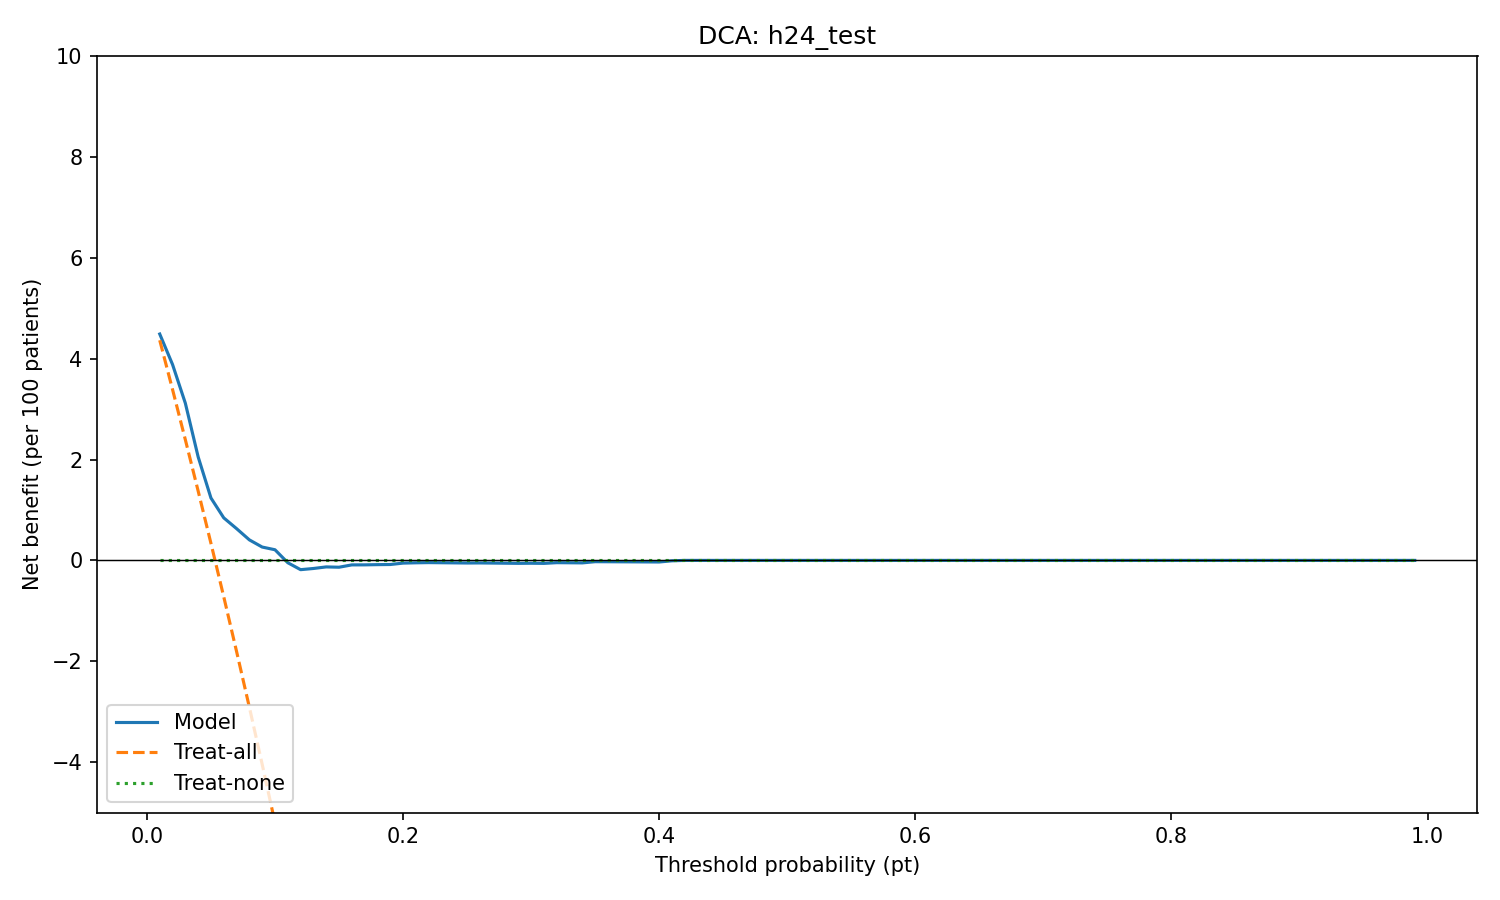 DCA: h24_test
Net benefit (per 100 patients)
10
8
6
4
2
0
−2
−4
Model
Treat-all
Treat-none
0.0 0.2 0.4 0.6 0.8 1.0
Threshold probability (pt)